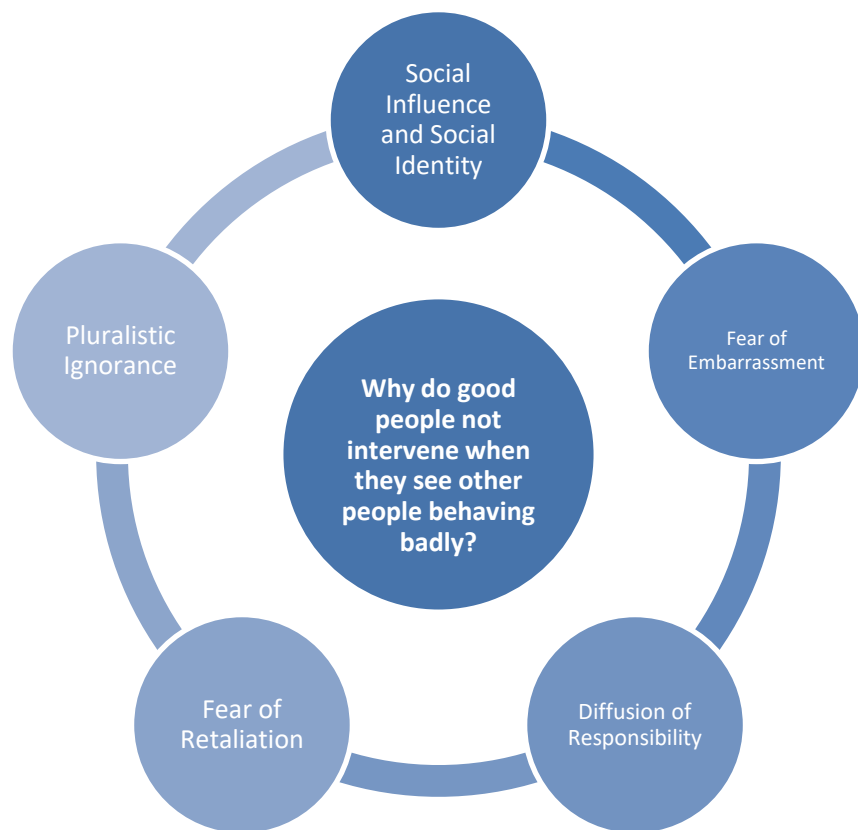 Social
Influence
and Social
Identity
Fear of
Embarrassment
Diffusion of
Responsibility
Fear of
Retaliation
Pluralistic
Ignorance
Why do good
people not
intervene when
they see other
people behaving
badly?